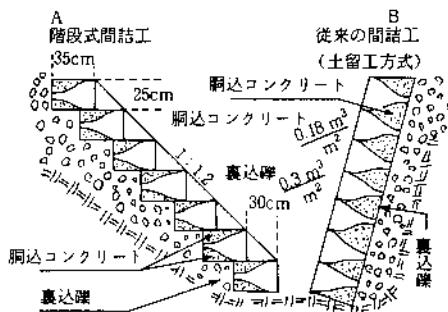 A
階段式間詰工
35cm
25cm
1:1.2
裏込礫
30cm
胴込コンクリート
裏込礫
B
従来の間詰工
(土留工方式)
胴込コンクリート
胴込コンクリート
0.18 m³/m²
0.3 m³/m²
裏込礫